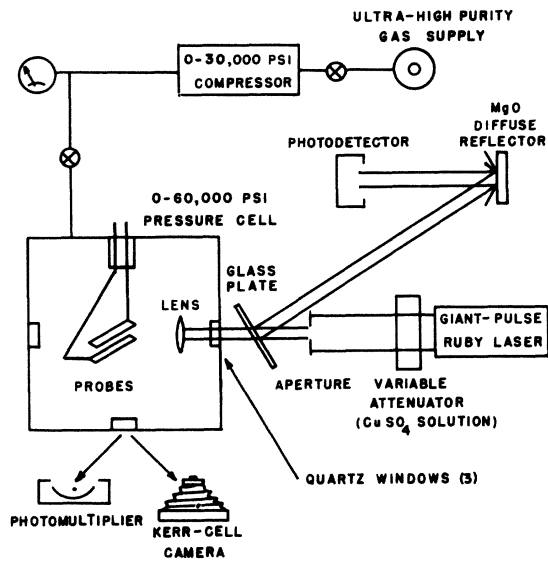 ULTRA-HIGH PURITY
GAS SUPPLY
0-30,000 PSI
COMPRESSOR
MgO
DIFFUSE
REFLECTOR
PHOTODETECTOR
0-60,000 PSI
PRESSURE CELL
GLASS
PLATE
LENS
GIANT-PULSE
RUBY LASER
PROBES
APERTURE
VARIABLE
ATTENUATOR
(CuSO4 SOLUTION)
QUARTZ WINDOWS (3)
PHOTOMULTIPLIER
KERR-CELL
CAMERA